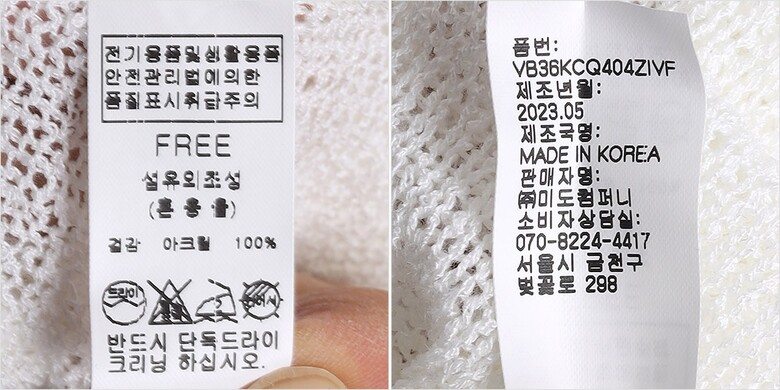 전기용품및생활용품
안전관리법에의한
품질표시취급주의
FREE
섬유의조성
(혼용율)
겉감 아크릴 100%
드라이
반드시 단독드라이
크리닝 하십시오.
품번:
VB36KCQ404ZIVF
제조년월:
2023.05
제조국명:
MADE IN KOREA
판매자명:
㈜미도컴퍼니
소비자상담실:
070-8224-4417
서울시 금천구
벚꽃로 298